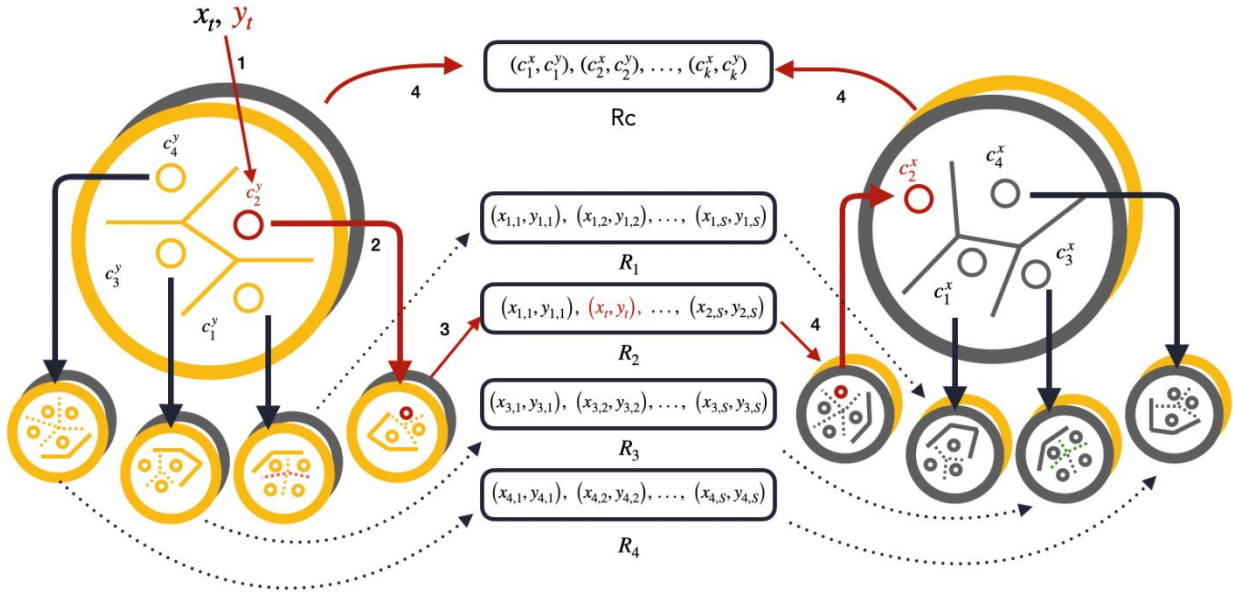 x_t, y_t
1
4
(c_1^x, c_1^y), (c_2^x, c_2^y), . . . , (c_k^x, c_k^y)
4
Rc
c_4^y
c_2^y
c_3^y
c_1^y
2
c_2^x
c_4^x
c_3^x
c_1^x
(x_{1,1}, y_{1,1}), (x_{1,2}, y_{1,2}), . . . , (x_{1,S}, y_{1,S})
R_1
3
(x_{1,1}, y_{1,1}), (x_t, y_t), . . . , (x_{2,S}, y_{2,S})
4
R_2
(x_{3,1}, y_{3,1}), (x_{3,2}, y_{3,2}), . . . , (x_{3,S}, y_{3,S})
R_3
(x_{4,1}, y_{4,1}), (x_{4,2}, y_{4,2}), . . . , (x_{4,S}, y_{4,S})
R_4